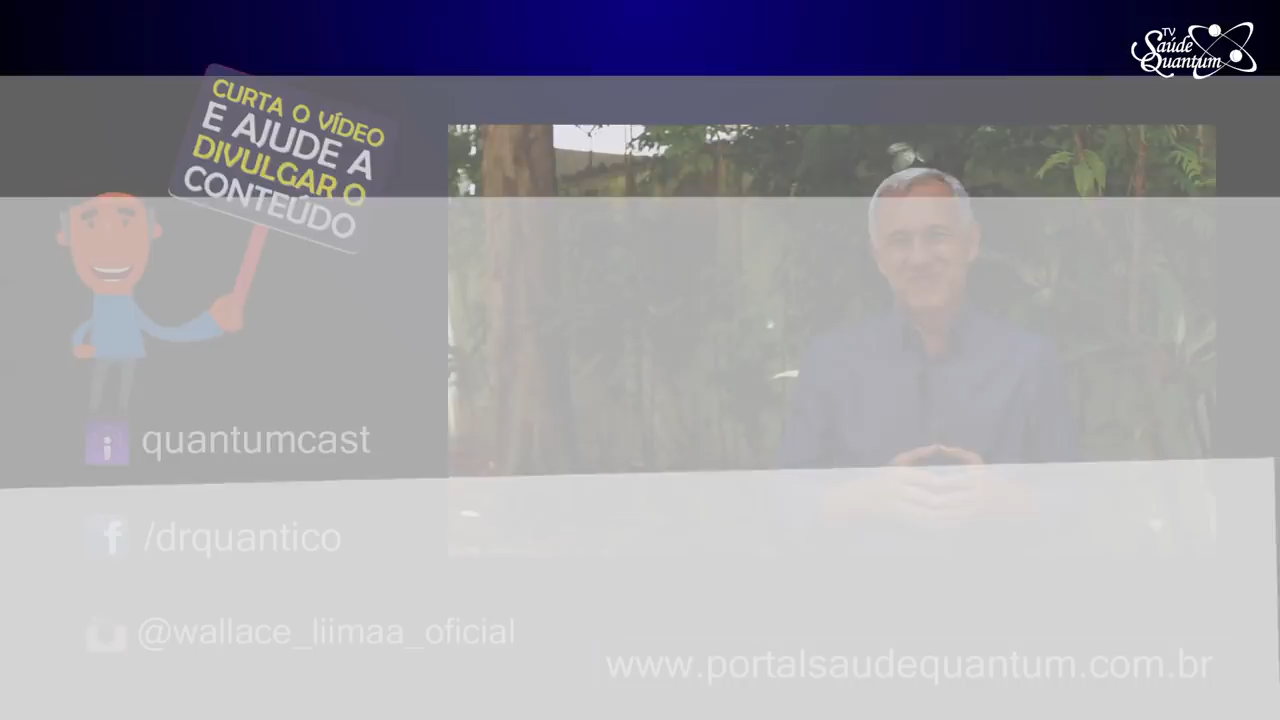 TV
Saúde
Quantum
CURTA O VÍDEO
E AJUDE A
DIVULGAR O
CONTEÚDO
quantumcast
f /drquantico
@wallace_liimaa_oficial
www.portalsaudequantum.com.br